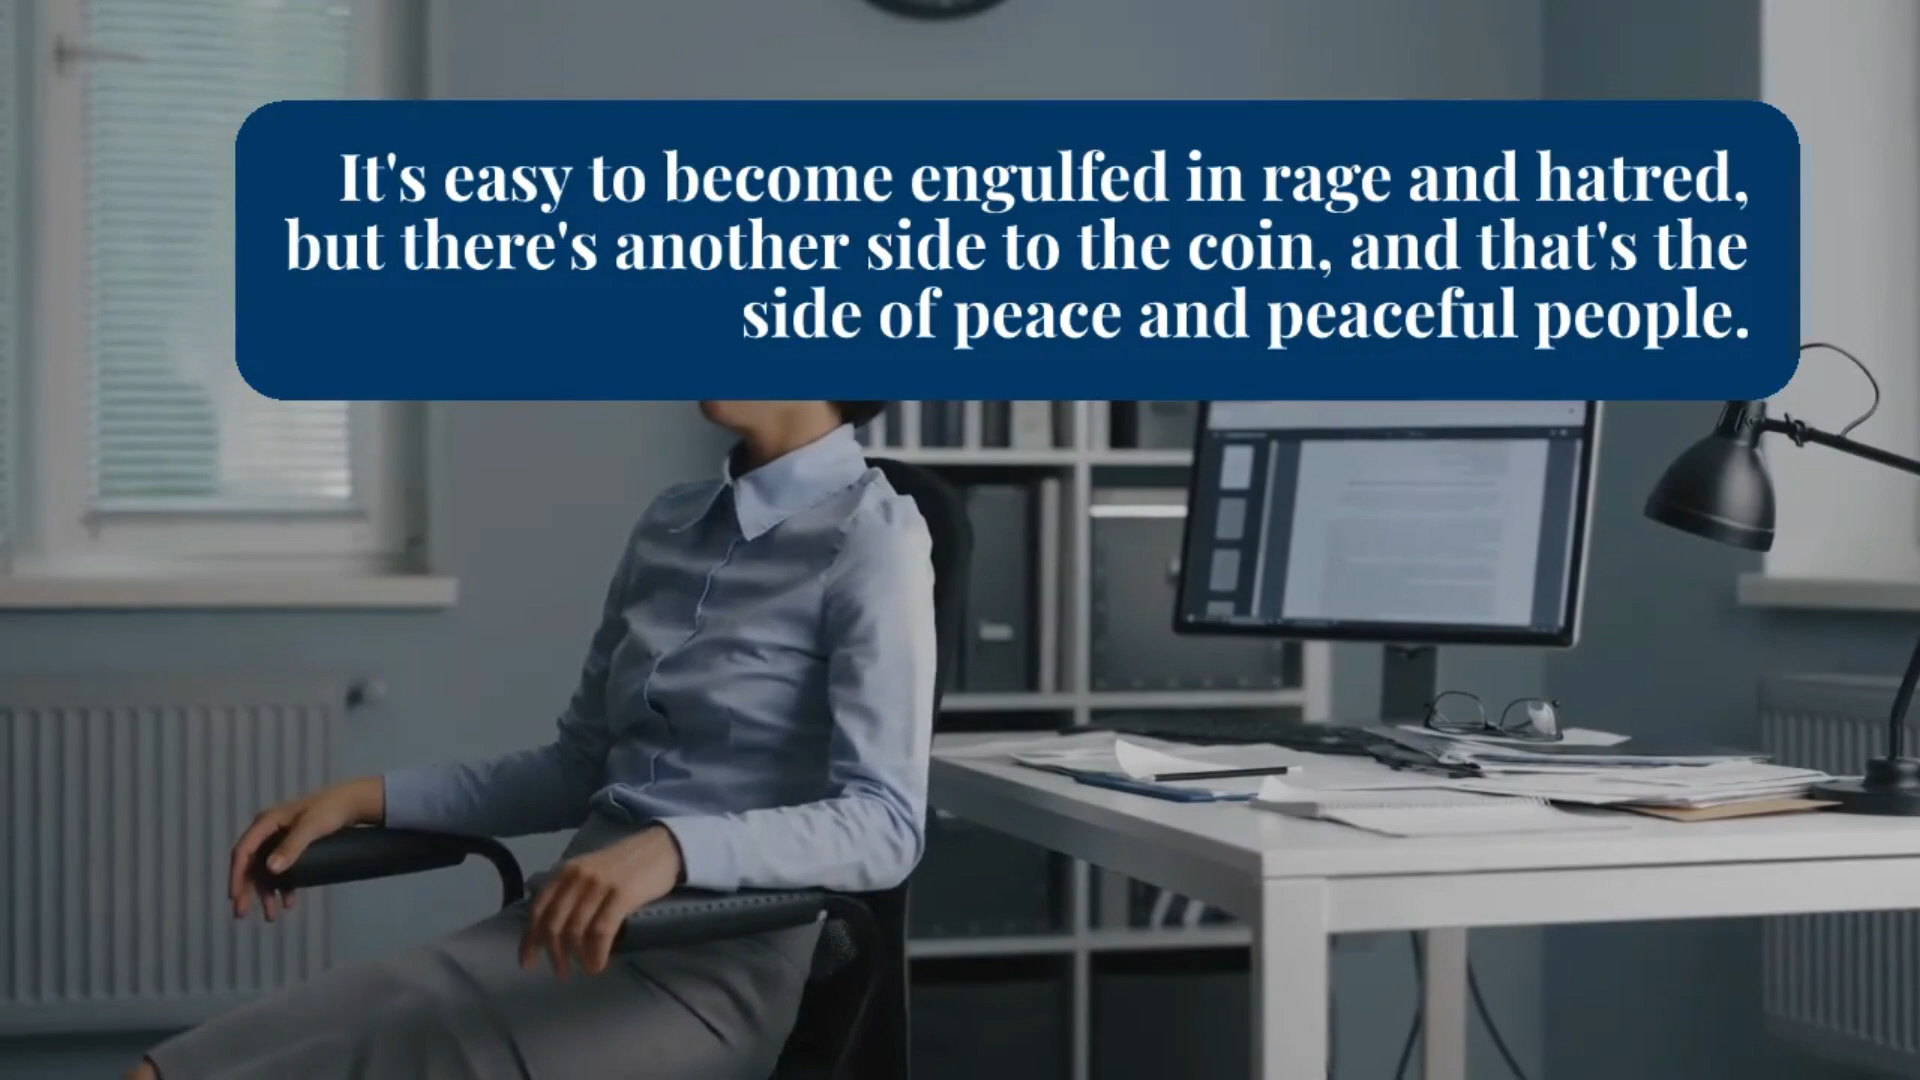 It's easy to become engulfed in rage and hatred,
but there's another side to the coin, and that's the
side of peace and peaceful people.